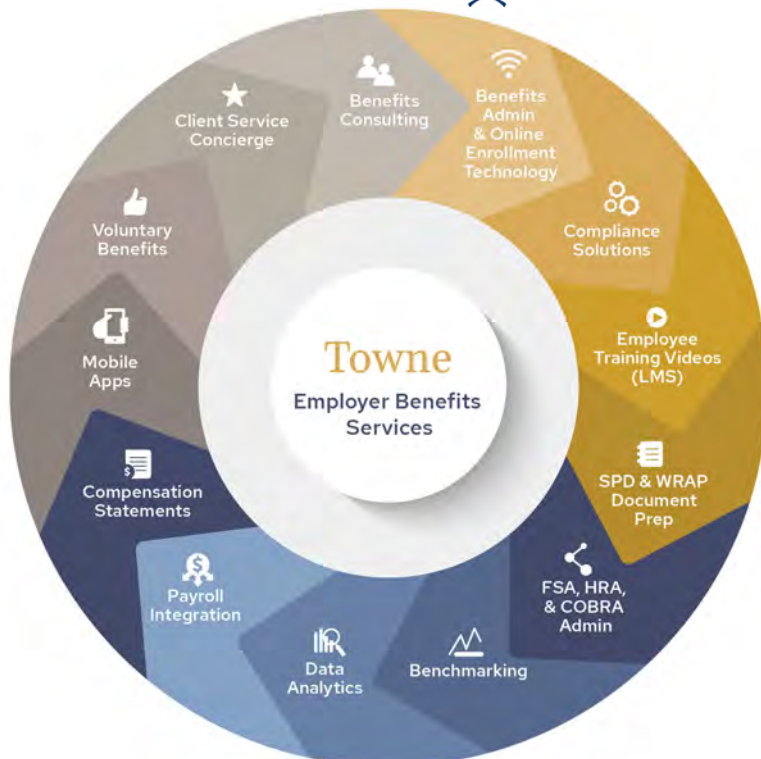 Towne
Employer Benefits
Services
Benefits
Consulting
Benefits
Admin
& Online
Enrollment
Technology
Compliance
Solutions
Employee
Training Videos
(LMS)
SPD & WRAP
Document
Prep
FSA, HRA,
& COBRA
Admin
Benchmarking
Data
Analytics
Payroll
Integration
Compensation
Statements
Mobile
Apps
Voluntary
Benefits
Client Service
Concierge